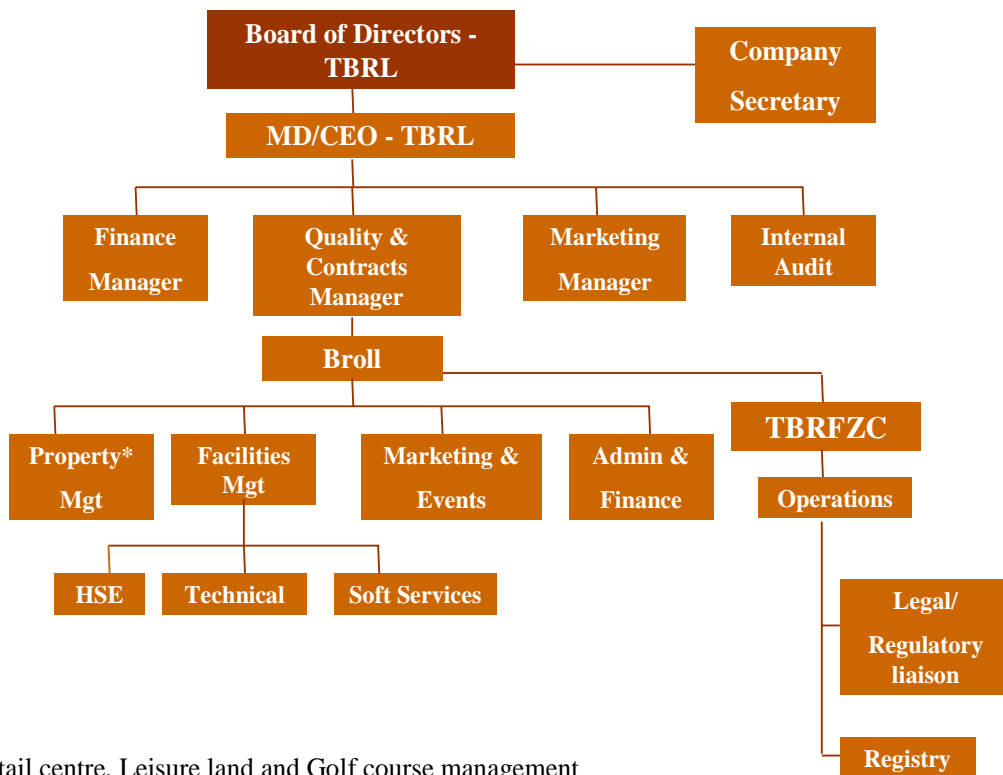 Board of Directors -
TBRL
Company
Secretary
MD/CEO - TBRL
Finance
Manager
Quality &
Contracts
Manager
Marketing
Manager
Internal
Audit
Broll
TBRFZC
Property*
Mgt
Facilities
Mgt
Marketing &
Events
Admin &
Finance
Operations
HSE
Technical
Soft Services
Legal/
Regulatory
liaison
Registry
centre, Leisure land and Golf course management